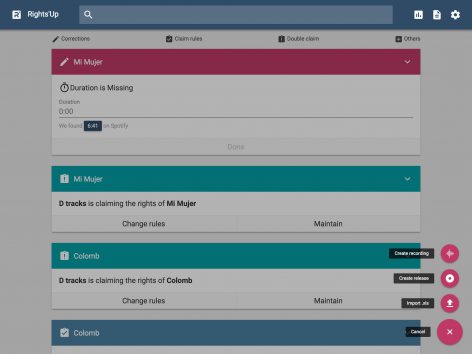 Rights'Up
Corrections
Claim rules
Double claim
Others
Mi Mujer
Duration is Missing
Duration
0:00
We found 6:41 on Spotify
Done
Mi Mujer
D tracks is claiming the rights of Mi Mujer
Change rules
Maintain
Colomb
Create recording
D tracks is claiming the rights of Colomb
Create release
Change rules
Maintain
Import .xls
Colomb
Cancel